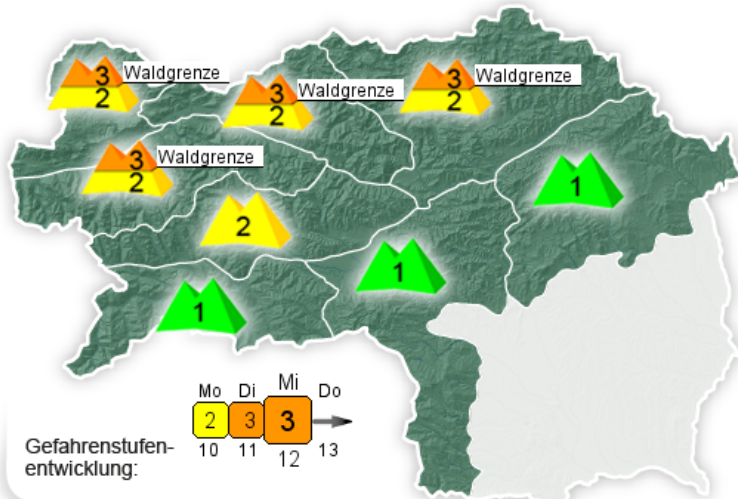 3 Waldgrenze
2
3 Waldgrenze
2
3 Waldgrenze
2
3 Waldgrenze
2
1
2
1
1
Mo Di Mi Do
2 3 3
10 11 12 13
Gefahrenstufen-
entwicklung: